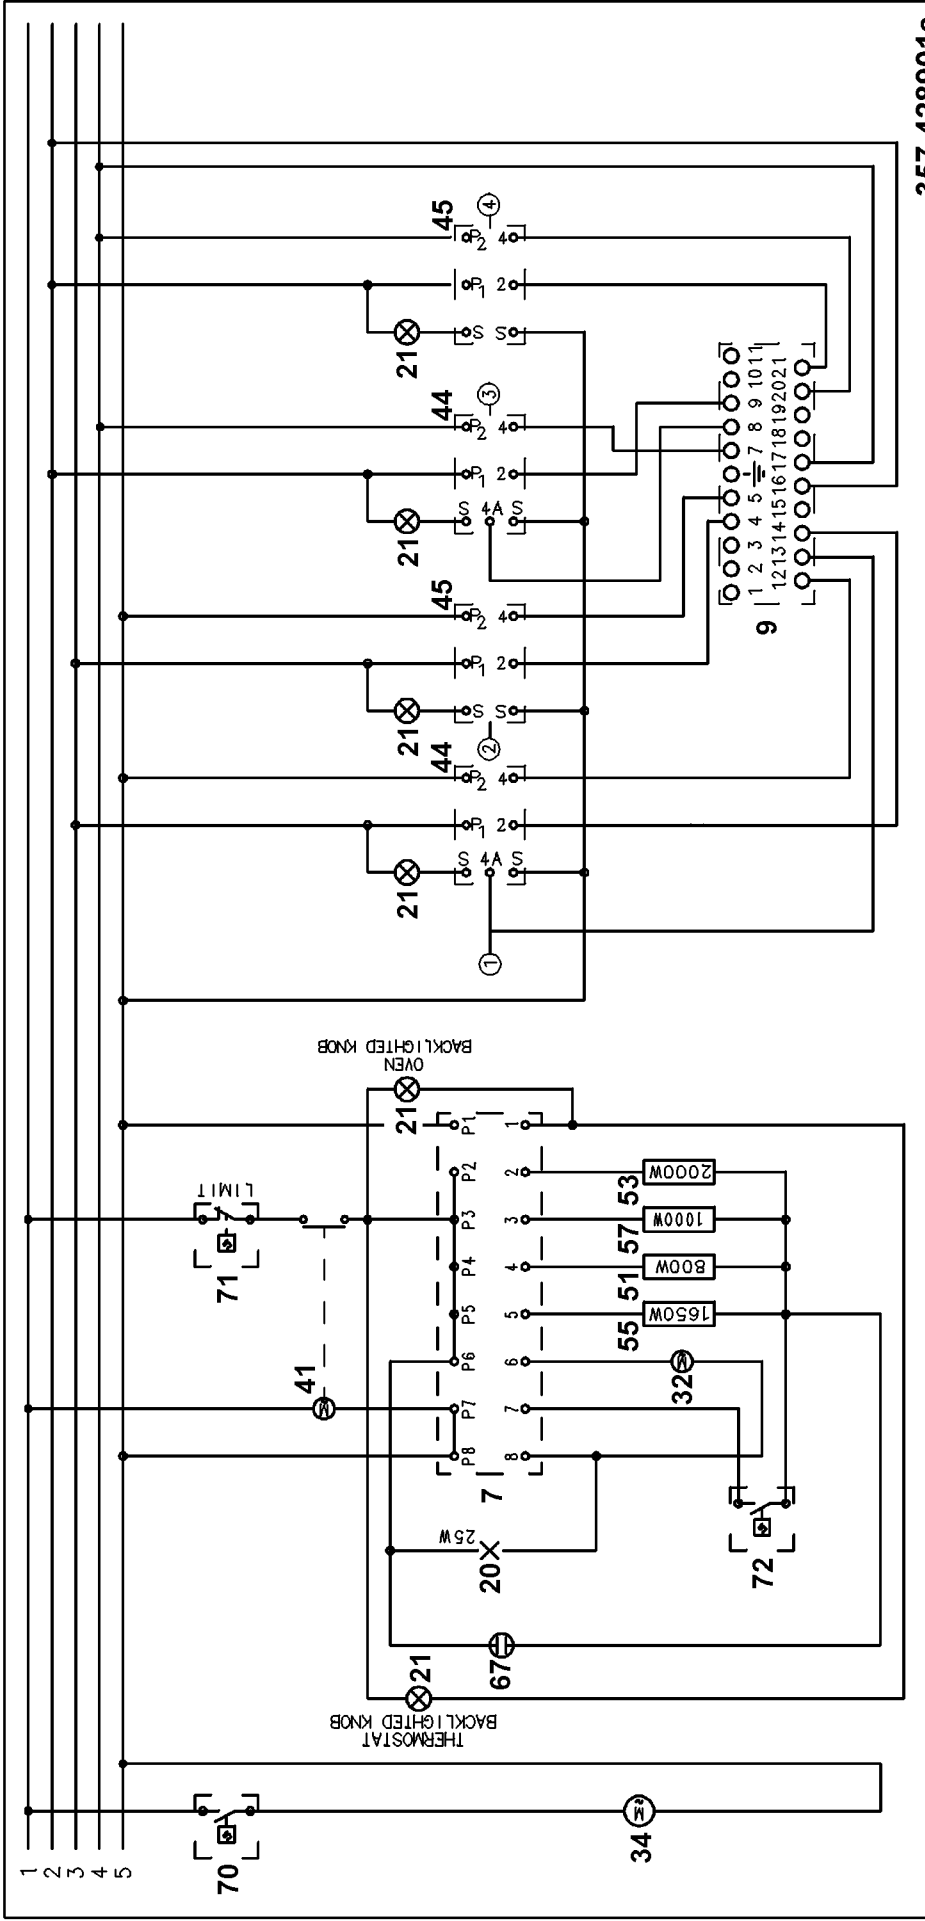 1
2
3
4
5
70
34
THERMOSTAT
BACKLIGHTED KNOB
21
67
20
25W
72
7
P8
P7
P6
P5
P4
P3
P2
P1
8
7
6
5
4
3
2
1
32
55
1650W
51
800W
57
1000W
53
2000W
41
71
LIMIT
21
OVEN
BACKLIGHTED KNOB
1
21
S 4A S
P1 2
44
P2 4
2
21
S S
P1 2
45
P2 4
21
S 4A S
P1 2
44
P2 4
3
21
S S
P1 2
45
P2 4
4
9
1 2 3 4 5 7 8 9 10 11
12 13 14 15 16 17 18 19 20 21